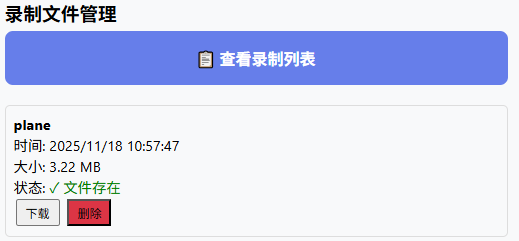 录制文件管理
📋 查看录制列表
plane
时间: 2025/11/18 10:57:47
大小: 3.22 MB
状态: ✓ 文件存在
下载 删除